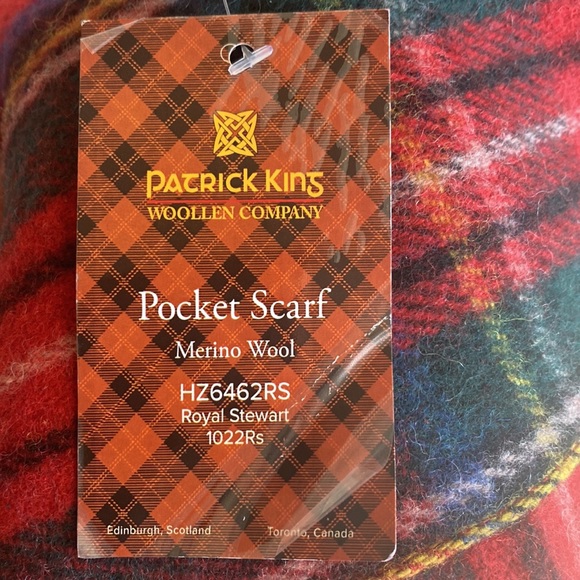 PATRICK KING
WOOLLEN COMPANY
Pocket Scarf
Merino Wool
HZ6462RS
Royal Stewart
1022Rs
Edinburgh, Scotland Toronto, Canada